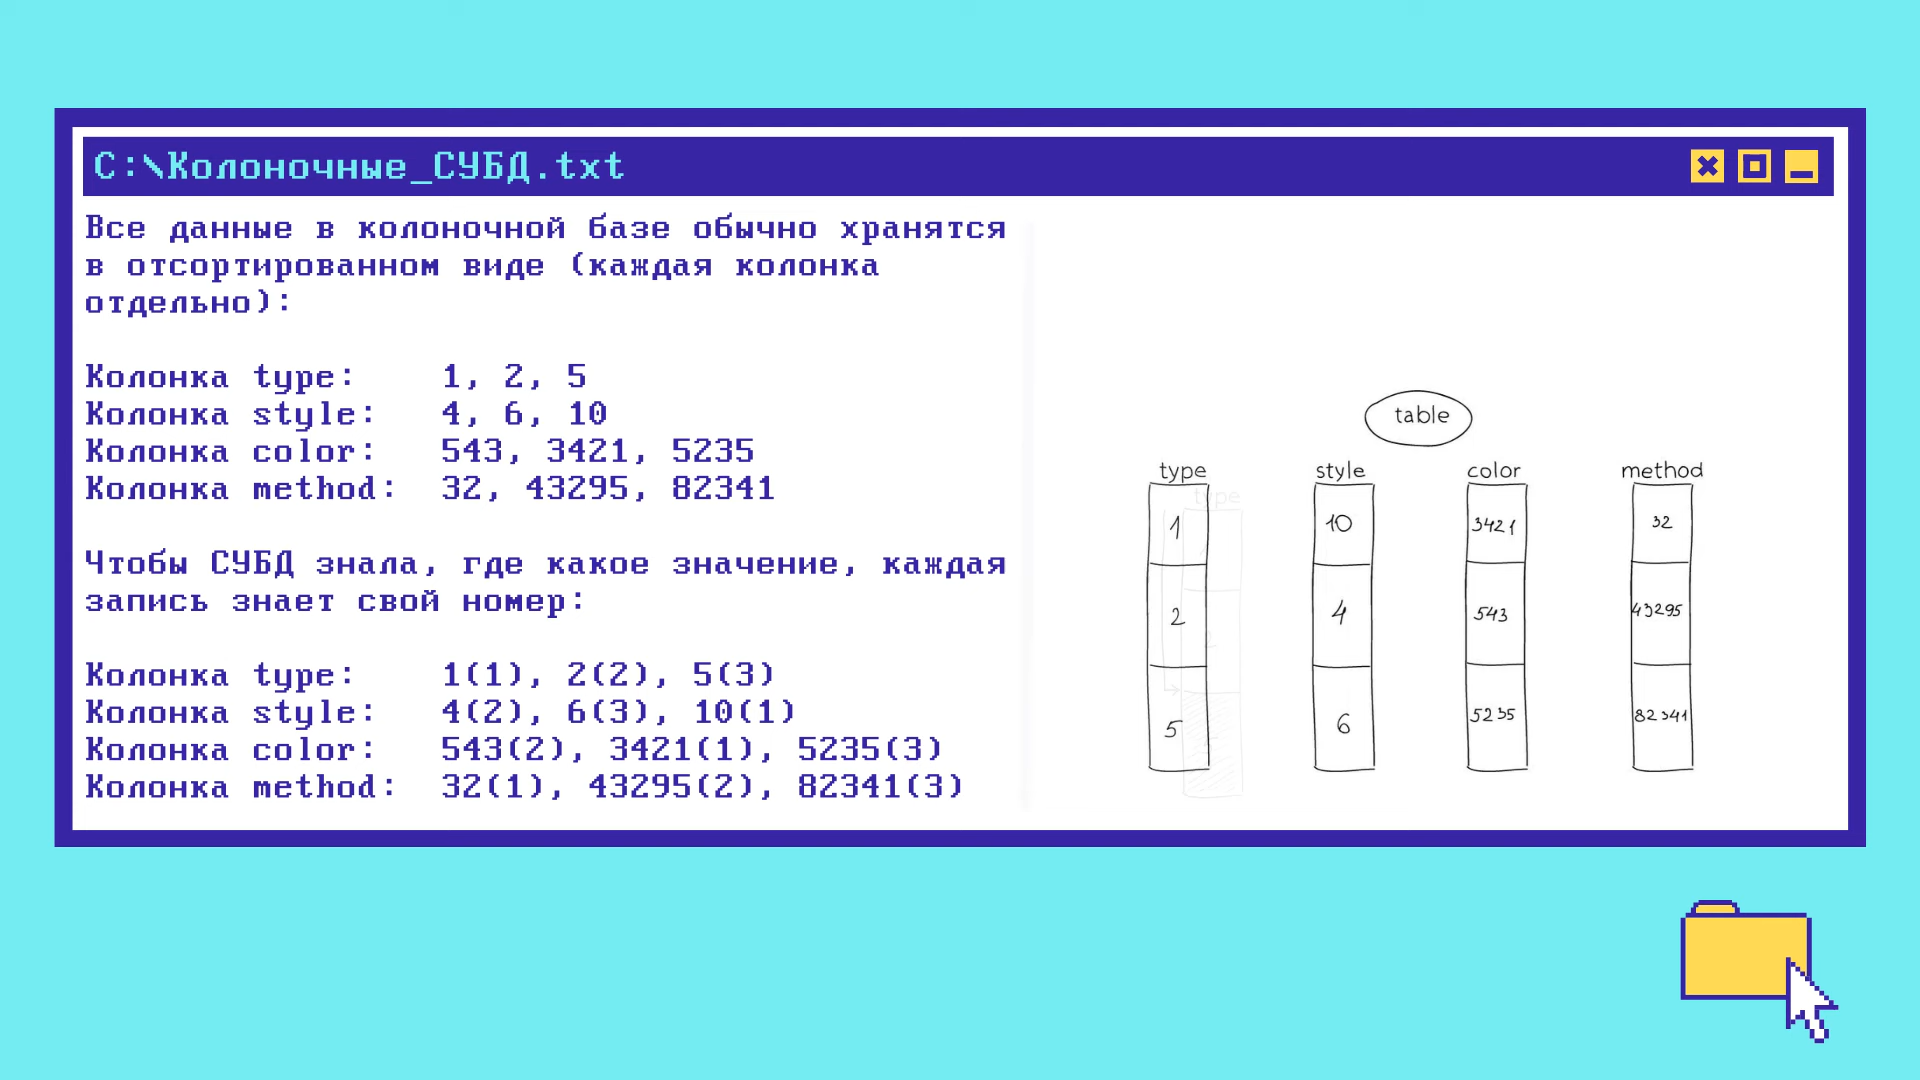 C:\Колоночные_СУБД.txt
Все данные в колоночной базе обычно хранятся
в отсортированном виде (каждая колонка
отдельно):
Колонка type: 1, 2, 5
Колонка style: 4, 6, 10
Колонка color: 543, 3421, 5235
Колонка method: 32, 43295, 82341
Чтобы СУБД знала, где какое значение, каждая
запись знает свой номер:
Колонка type: 1(1), 2(2), 5(3)
Колонка style: 4(2), 6(3), 10(1)
Колонка color: 543(2), 3421(1), 5235(3)
Колонка method: 32(1), 43295(2), 82341(3)
table
type style color method
type
1 10 3421 32
2 4 543 43295
2
5 6 5235 82341